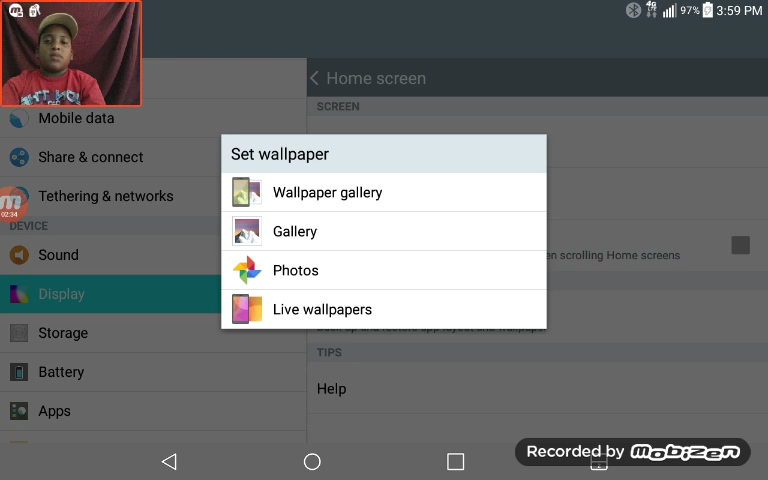 4G
LTE
97%
3:59 PM
Home screen
SCREEN
Mobile data
Set wallpaper
Share & connect
Wallpaper gallery
Tethering & networks
02:34
DEVICE
Gallery
Sound
en scrolling Home screens
Photos
Display
Live wallpapers
Storage
TIPS
Battery
Help
Apps
Recorded by Mobizen